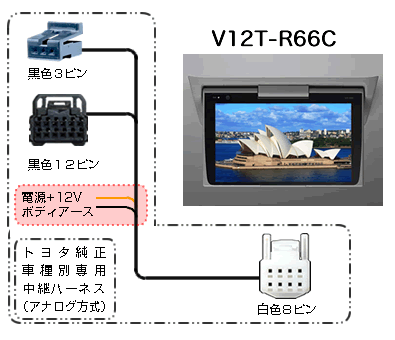 V12T-R66C
黒色3ピン
黒色12ピン
電源+12V
ボディアース
トヨタ純正
車種別専用
中継ハーネス
(アナログ方式)
白色8ピン